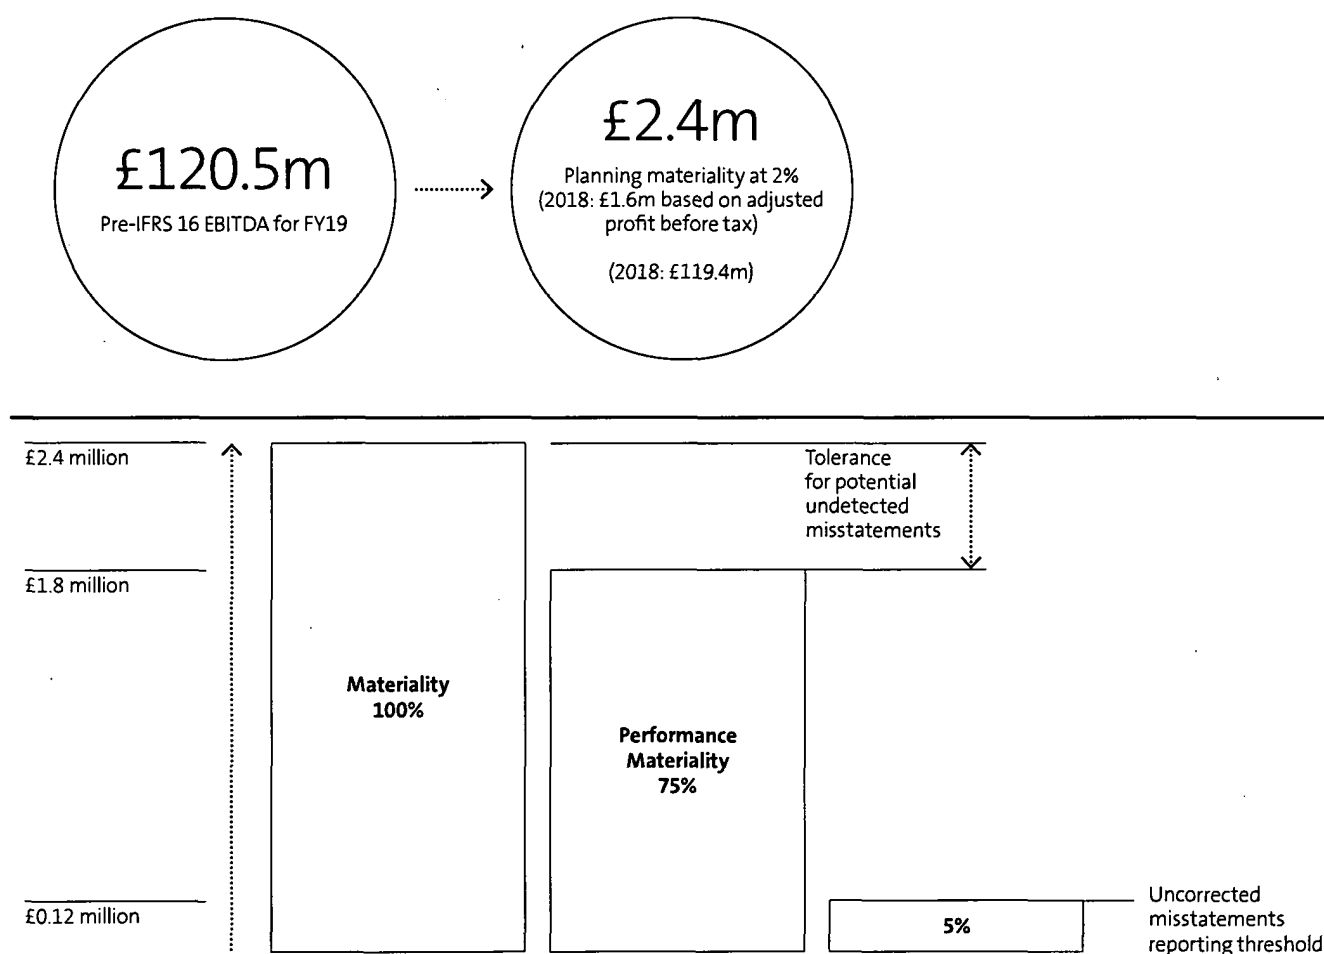 £120.5m
Pre-IFRS 16 EBITDA for FY19
£2.4m
Planning materiality at 2%
(2018: £1.6m based on adjusted
profit before tax)
(2018: £119.4m)
£2.4 million
£1.8 million
£0.12 million
Materiality
100%
Performance
Materiality
75%
Tolerance
for potential
undetected
misstatements
5%
Uncorrected
misstatements
reporting threshold